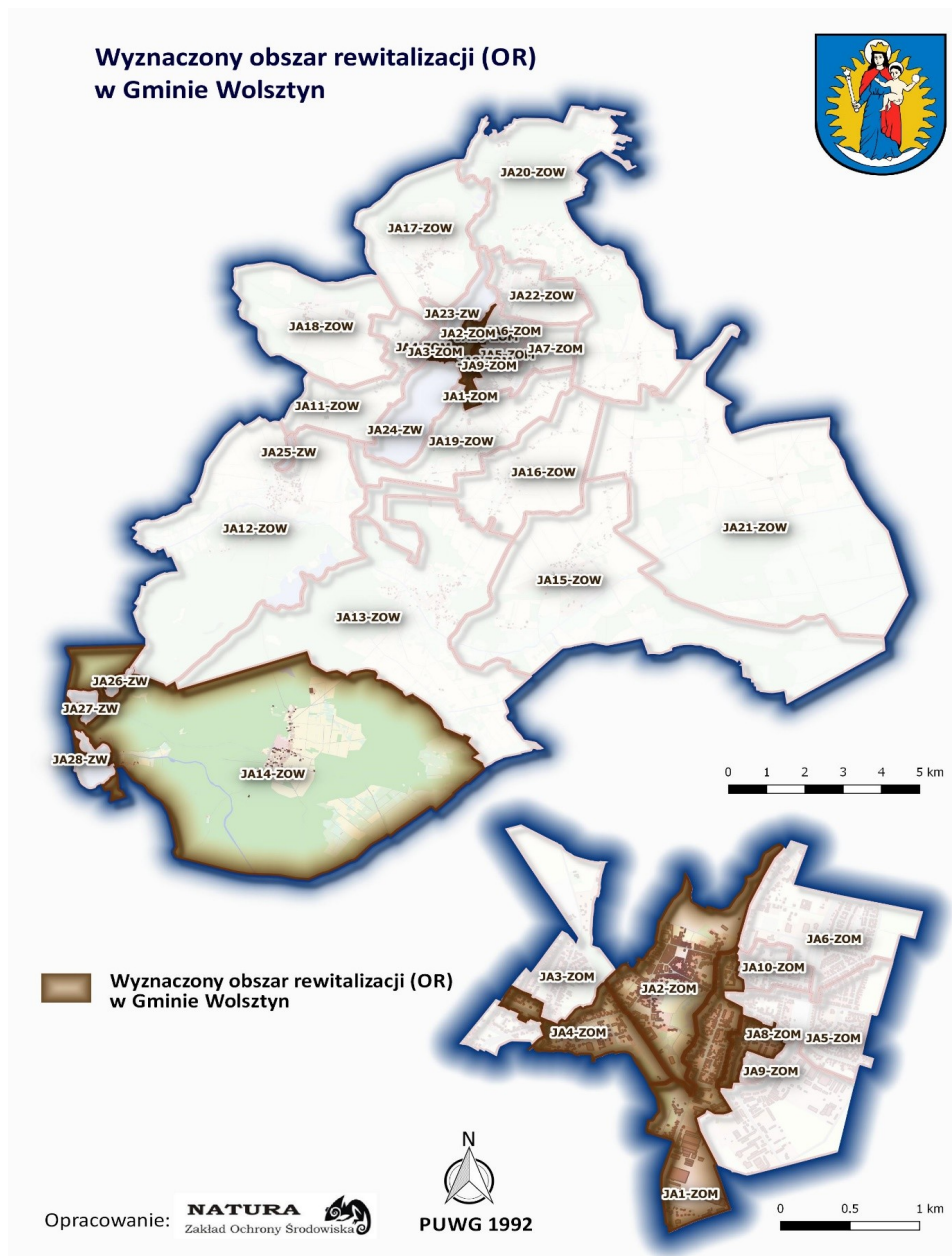 Wyznaczony obszar rewitalizacji (OR)
w Gminie Wolsztyn
JA20-ZOW
JA17-ZOW
JA22-ZOW
JA23-ZW
JA18-ZOW
JA2-ZOM
JA7-ZOM
JA3-ZOM
JA5-ZOM
JA9-ZOM
JA1-ZOM
JA11-ZOW
JA24-ZW
JA19-ZOW
JA25-ZW
JA16-ZOW
JA12-ZOW
JA21-ZOW
JA15-ZOW
JA13-ZOW
JA26-ZW
JA27-ZW
JA28-ZW
JA14-ZOW
0 1 2 3 4 5 km
JA6-ZOM
JA10-ZOM
JA3-ZOM
JA2-ZOM
JA4-ZOM
JA8-ZOM
JA5-ZOM
JA9-ZOM
JA1-ZOM
Wyznaczony obszar rewitalizacji (OR)
w Gminie Wolsztyn
0 0.5 1 km
N
PUWG 1992
Opracowanie:
NATURA
Zakład Ochrony Środowiska